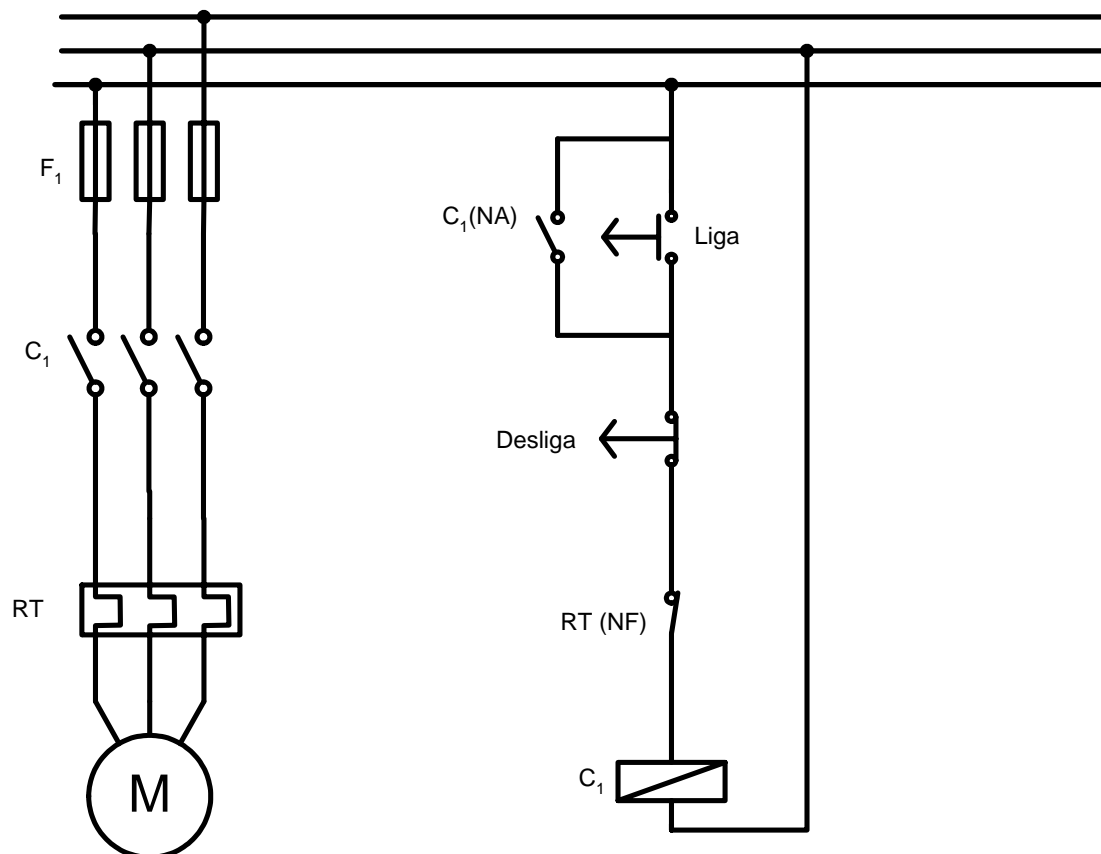 F₁
C₁(NA)
Liga
C₁
Desliga
RT
RT (NF)
C₁
M